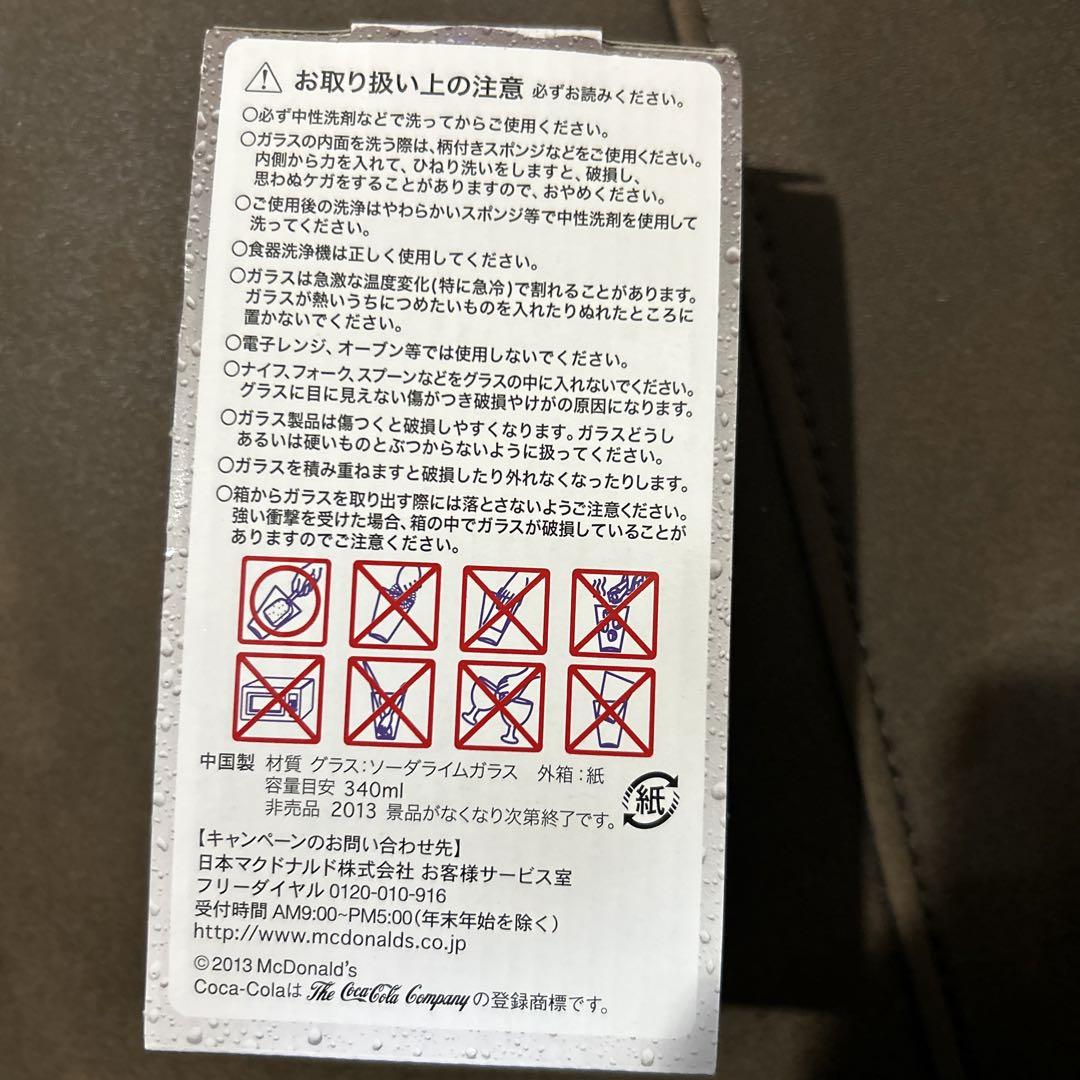 お取り扱い上の注意 必ずお読みください。
○必ず中性洗剤などで洗ってからご使用ください。
○ガラスの内面を洗う際は、柄付きスポンジなどをご使用ください。
内側から力を入れて、ひねり洗いをしますと、破損し、
思わぬケガをすることがありますので、おやめください。
○ご使用後の洗浄はやわらかいスポンジ等で中性洗剤を使用して
洗ってください。
○食器洗浄機は正しく使用してください。
○ガラスは急激な温度変化(特に急冷)で割れることがあります。
ガラスが熱いうちにつめたいものを入れたりぬれたところに
置かないでください。
○電子レンジ、オーブン等では使用しないでください。
○ナイフ、フォーク、スプーンなどをグラスの中に入れないでください。
グラスに目に見えない傷がつき破損やけがの原因になります。
○ガラス製品は傷つくと破損しやすくなります。ガラスどうし
あるいは硬いものとぶつからないように扱ってください。
○ガラスを積み重ねますと破損したり外れなくなったりします。
○箱からガラスを取り出す際には落とさないようご注意ください。
強い衝撃を受けた場合、箱の中でガラスが破損していることが
ありますのでご注意ください。
中国製 材質 グラス:ソーダライムガラス 外箱:紙
容量目安 340ml
非売品 2013 景品がなくなり次第終了です。
紙
【キャンペーンのお問い合わせ先】
日本マクドナルド株式会社 お客様サービス室
フリーダイヤル 0120-010-916
受付時間 AM9:00~PM5:00(年末年始を除く)
http://www.mcdonalds.co.jp
©2013 McDonald's
Coca-Colaは The Coca-Cola Company の登録商標です。